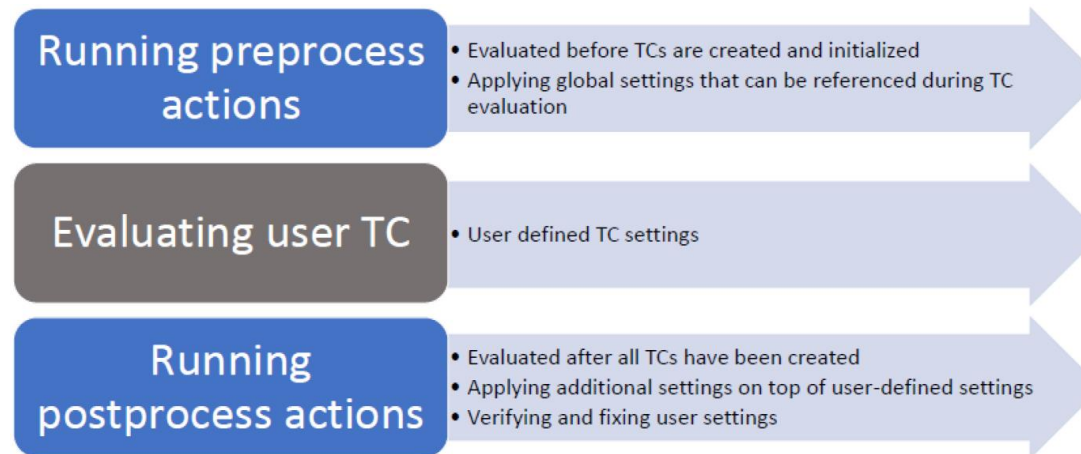 Running preprocess
actions
• Evaluated before TCs are created and initialized
• Applying global settings that can be referenced during TC
evaluation
Evaluating user TC
• User defined TC settings
Running
postprocess actions
• Evaluated after all TCs have been created
• Applying additional settings on top of user-defined settings
• Verifying and fixing user settings